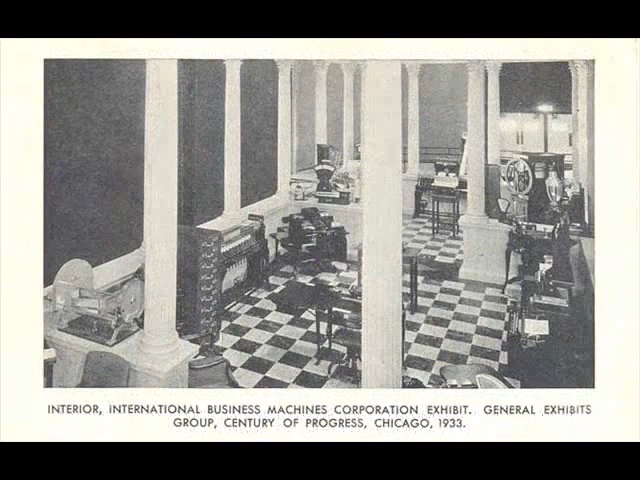 INTERIOR, INTERNATIONAL BUSINESS MACHINES CORPORATION EXHIBIT. GENERAL EXHIBITS
GROUP, CENTURY OF PROGRESS, CHICAGO, 1933.